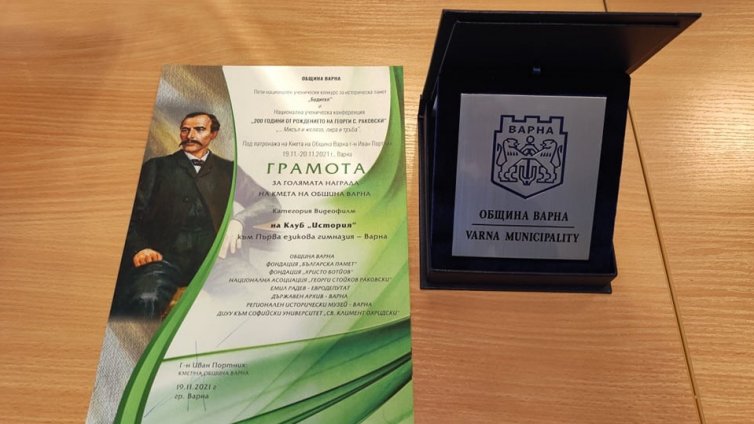 ОБЩИНА ВАРНА
Пети национален ученически конкурс за историческа памет
„Будител“
и
Национална ученическа конференция
„200 ГОДИНИ ОТ РОЖДЕНИЕТО НА ГЕОРГИ С. РАКОВСКИ“
„... Мисъл и желязо, лира и тръба“
Под патронажа на Кмета на Община Варна г-н Иван Портних
19.11.-20.11.2021 г., Варна
ГРАМОТА
ЗА ГОЛЯМАТА НАГРАДА
НА КМЕТА НА ОБЩИНА ВАРНА
Категория Видеофилм
на Клуб „История“
към Първа езикова гимназия – Варна
ОБЩИНА ВАРНА
ФОНДАЦИЯ „БЪЛГАРСКА ПАМЕТ“
ФОНДАЦИЯ „ХРИСТО БОТЙОВ“
НАЦИОНАЛНА АСОЦИАЦИЯ „ГЕОРГИ СТОЙКОВ РАКОВСКИ“
ЕМИЛ РАДЕВ - ЕВРОДЕПУТАТ
ДЪРЖАВЕН АРХИВ - ВАРНА
РЕГИОНАЛЕН ИСТОРИЧЕСКИ МУЗЕЙ - ВАРНА
ДИУУ КЪМ СОФИЙСКИ УНИВЕРСИТЕТ „СВ. КЛИМЕНТ ОХРИДСКИ“
Г-н Иван Портних:
КМЕТ НА ОБЩИНА ВАРНА
19.11.2021 г
гр. Варна
ВАРНА
ОБЩИНА ВАРНА
VARNA MUNICIPALITY